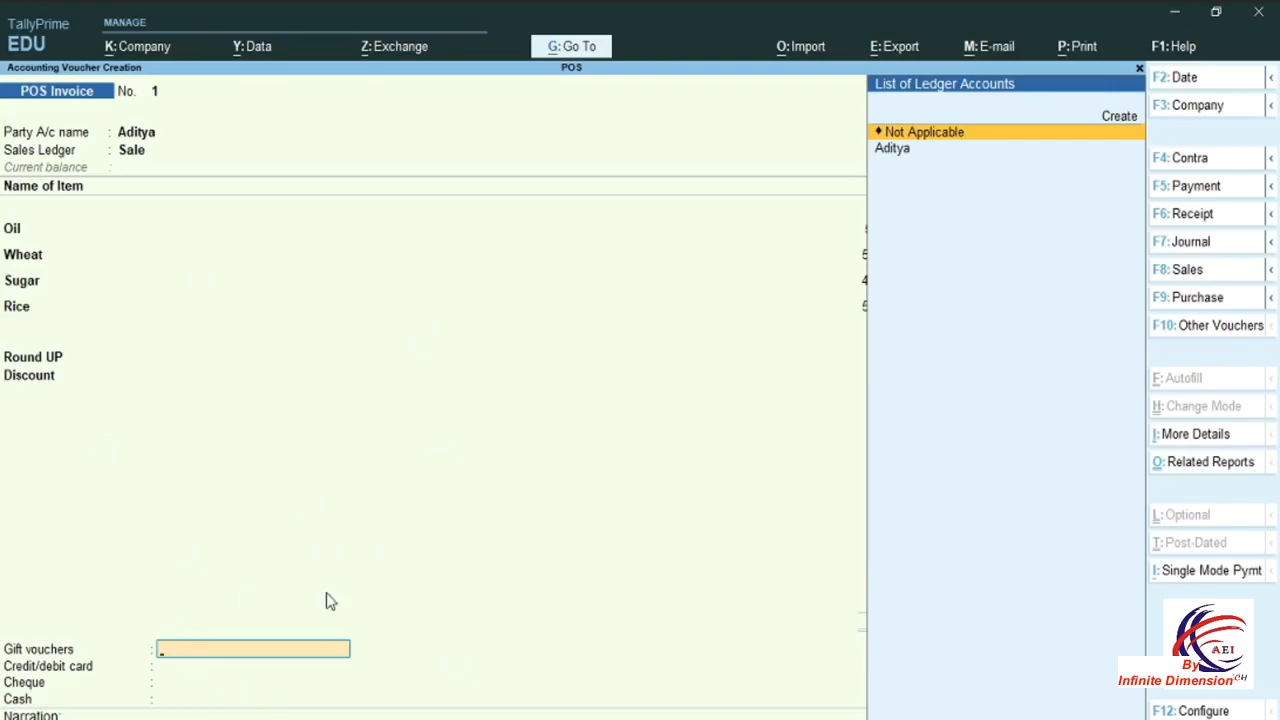 TallyPrime
EDU
MANAGE
K:Company
Y:Data
Z:Exchange
G:Go To
O:Import
E:Export
M:E-mail
P:Print
F1:Help
Accounting Voucher Creation
POS
POS Invoice No. 1
Party A/c name : Aditya
Sales Ledger : Sale
Current balance :
Name of Item
Oil
Wheat
Sugar
Rice
Round UP
Discount
Gift vouchers :
Credit/debit card :
Cheque :
Cash :
Narration:
List of Ledger Accounts
Create
♦ Not Applicable
Aditya
F2:Date
F3:Company
F4:Contra
F5:Payment
F6:Receipt
F7:Journal
F8:Sales
F9:Purchase
F10:Other Vouchers
F:Autofill
H:Change Mode
I:More Details
O:Related Reports
L:Optional
T:Post-Dated
I:Single Mode Pymt
AEI
By
Infinite Dimension
F12:Configure